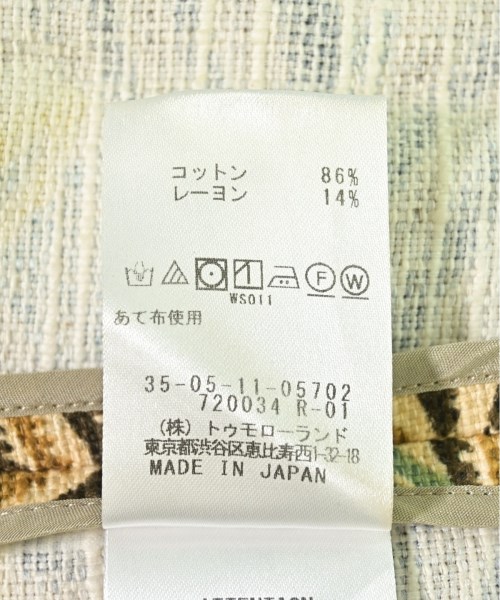 コットン 86%
レーヨン 14%
F W
WS011
あて布使用
35-05-11-05702
720034 R-01
(株) トゥモローランド
東京都渋谷区恵比寿西1-32-18
MADE IN JAPAN
ATTENTION